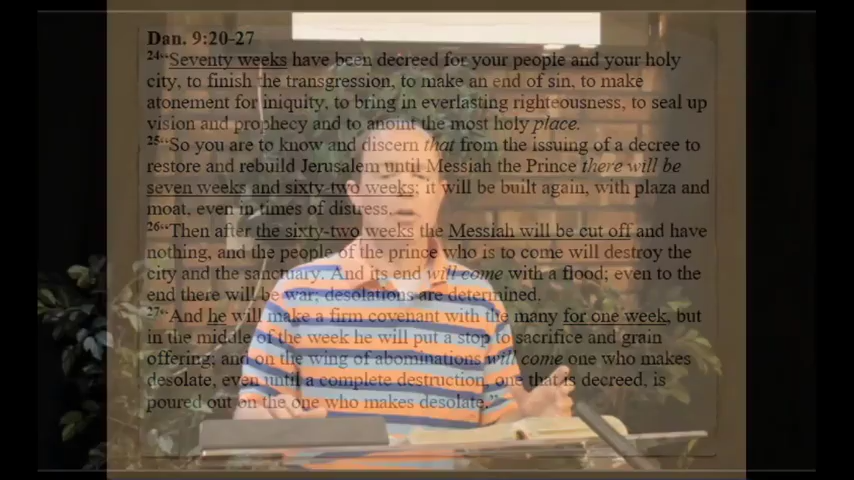 Dan. 9:20-27
24“Seventy weeks have been decreed for your people and your holy
city, to finish the transgression, to make an end of sin, to make
atonement for iniquity, to bring in everlasting righteousness, to seal up
vision and prophecy and to anoint the most holy place.
25“So you are to know and discern that from the issuing of a decree to
restore and rebuild Jerusalem until Messiah the Prince there will be
seven weeks and sixty-two weeks; it will be built again, with plaza and
moat, even in times of distress.
26“Then after the sixty-two weeks the Messiah will be cut off and have
nothing, and the people of the prince who is to come will destroy the
city and the sanctuary. And its end will come with a flood; even to the
end there will be war; desolations are determined.
27“And he will make a firm covenant with the many for one week, but
in the middle of the week he will put a stop to sacrifice and grain
offering; and on the wing of abominations will come one who makes
desolate, even until a complete destruction, one that is decreed, is
poured out on the one who makes desolate.”